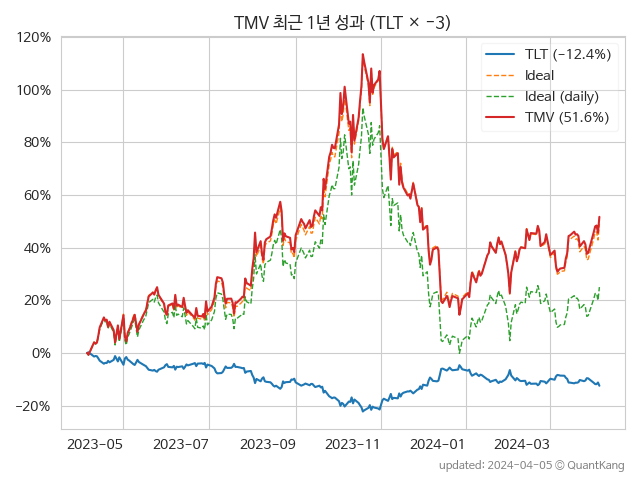 TMV 최근 1년 성과 (TLT × −3)
120%
100%
80%
60%
40%
20%
0%
−20%
TLT (−12.4%)
Ideal
Ideal (daily)
TMV (51.6%)
2023-05
2023-07
2023-09
2023-11
2024-01
2024-03
updated: 2024-04-05 © QuantKang